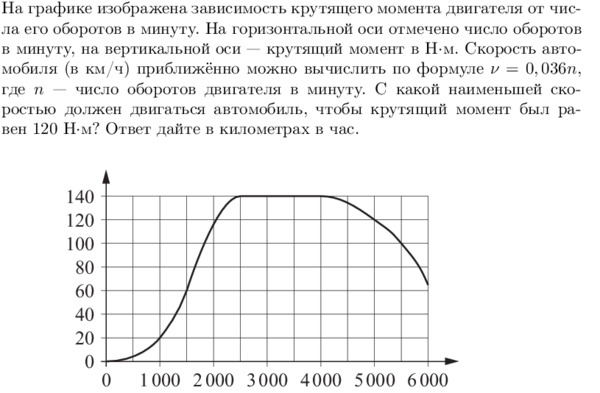 На графике изображена зависимость крутящего момента двигателя от чис-
ла его оборотов в минуту. На горизонтальной оси отмечено число оборотов
в минуту, на вертикальной оси — крутящий момент в Н·м. Скорость авто-
мобиля (в км/ч) приближённо можно вычислить по формуле ν = 0,036n,
где n — число оборотов двигателя в минуту. С какой наименьшей ско-
ростью должен двигаться автомобиль, чтобы крутящий момент был ра-
вен 120 Н·м? Ответ дайте в километрах в час.
140
120
100
80
60
40
20
0
0 1 000 2 000 3 000 4 000 5 000 6 000